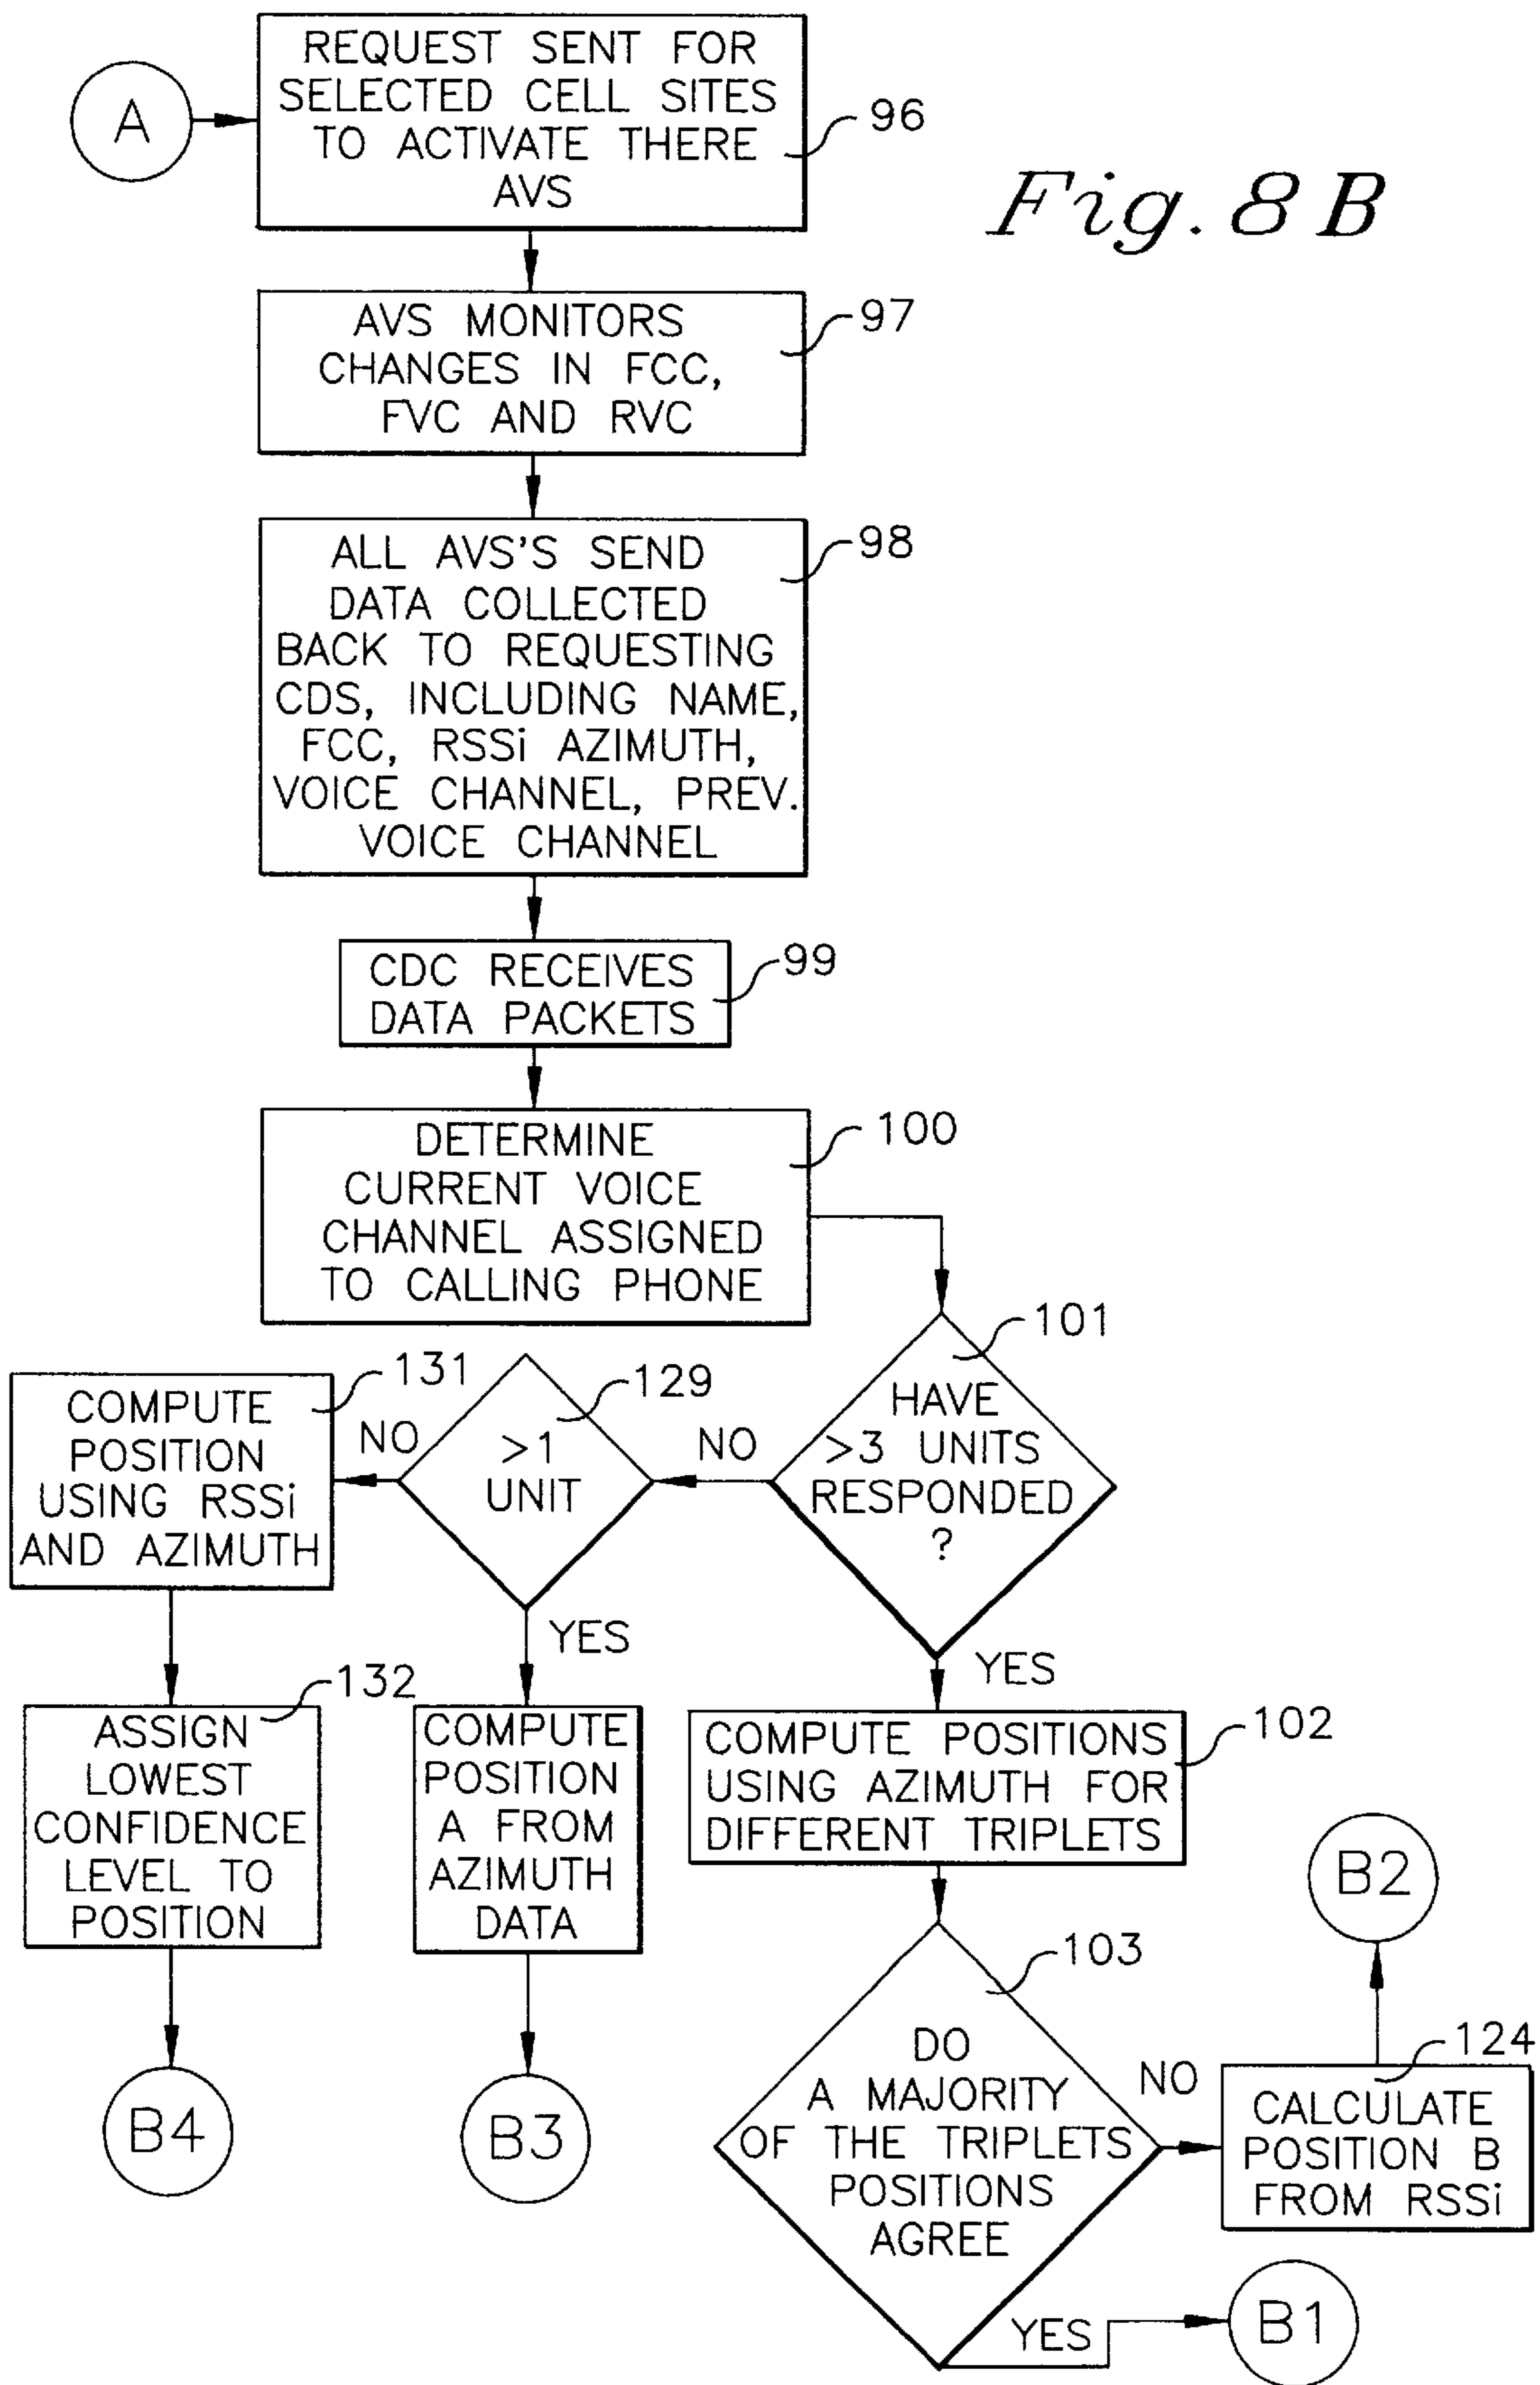 A
REQUEST SENT FOR
SELECTED CELL SITES
TO ACTIVATE THERE
AVS
96
Fig. 8 B
AVS MONITORS
CHANGES IN FCC,
FVC AND RVC
97
ALL AVS'S SEND
DATA COLLECTED
BACK TO REQUESTING
CDS, INCLUDING NAME,
FCC, RSSi AZIMUTH,
VOICE CHANNEL, PREV.
VOICE CHANNEL
98
CDC RECEIVES
DATA PACKETS
99
DETERMINE
CURRENT VOICE
CHANNEL ASSIGNED
TO CALLING PHONE
100
101
HAVE
>3 UNITS
RESPONDED
?
NO
YES
129
>1
UNIT
NO
YES
131
COMPUTE
POSITION
USING RSSi
AND AZIMUTH
132
ASSIGN
LOWEST
CONFIDENCE
LEVEL TO
POSITION
COMPUTE
POSITION
A FROM
AZIMUTH
DATA
COMPUTE POSITIONS
USING AZIMUTH FOR
DIFFERENT TRIPLETS
102
103
DO
A MAJORITY
OF THE TRIPLETS
POSITIONS
AGREE
NO
YES
124
CALCULATE
POSITION B
FROM RSSi
B2
B4
B3
B1